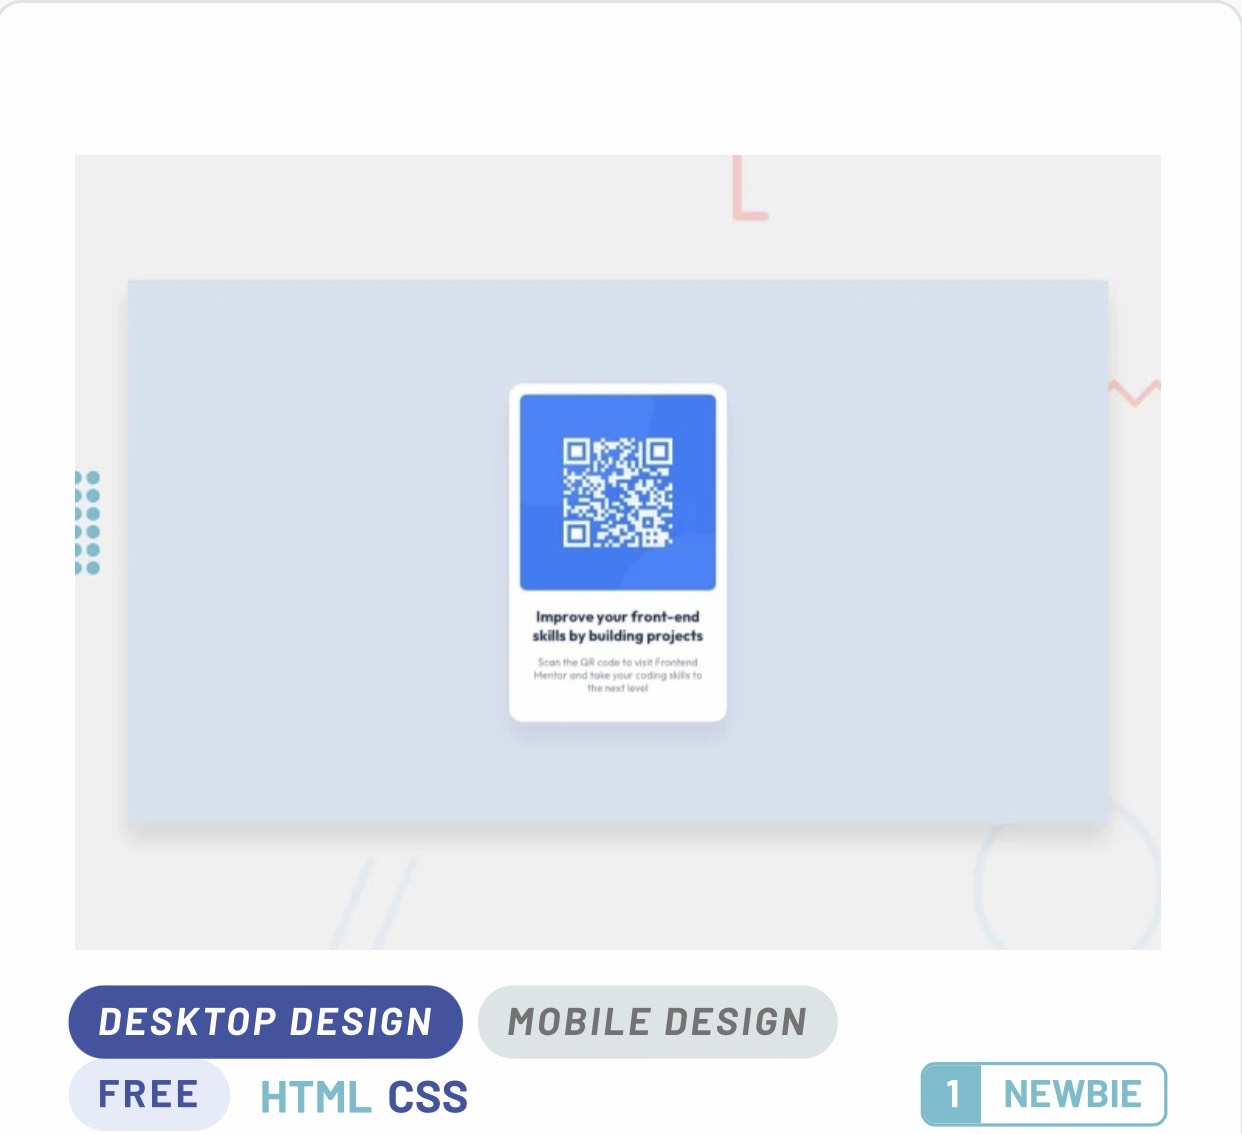 Improve your front-end
skills by building projects
Scan the QR code to visit Frontend
Mentor and take your coding skills to
the next level
DESKTOP DESIGN MOBILE DESIGN
FREE HTML CSS 1 NEWBIE